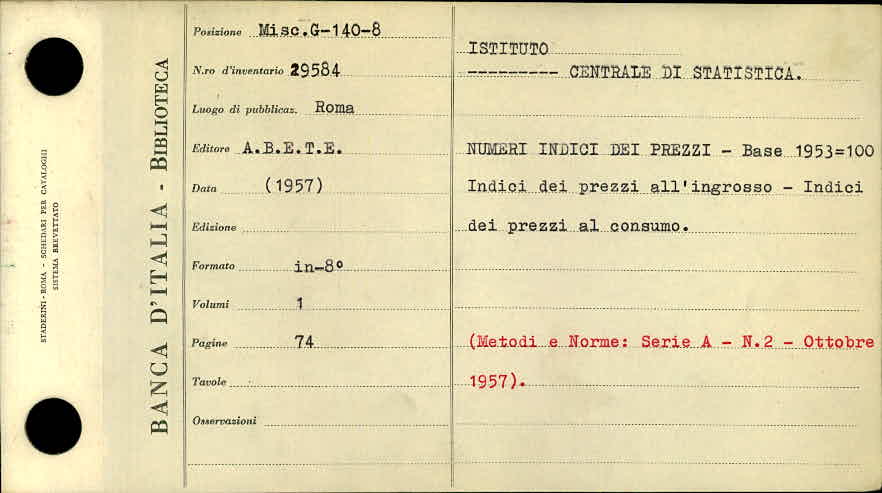 STADERINI - ROMA - SCHEDARI PER CATALOGHI
SISTEMA BREVETTATO
BANCA D'ITALIA - BIBLIOTECA
Posizione Misc.G-140-8
N.ro d'inventario 29584
Luogo di pubblicaz. Roma
Editore A.B.E.T.E.
Data (1957)
Edizione
Formato in-8°
Volumi 1
Pagine 74
Tavole
Osservazioni
ISTITUTO
--------- CENTRALE DI STATISTICA.
NUMERI INDICI DEI PREZZI - Base 1953=100
Indici dei prezzi all'ingrosso - Indici
dei prezzi al consumo.
(Metodi e Norme: Serie A - N.2 - Ottobre
1957).